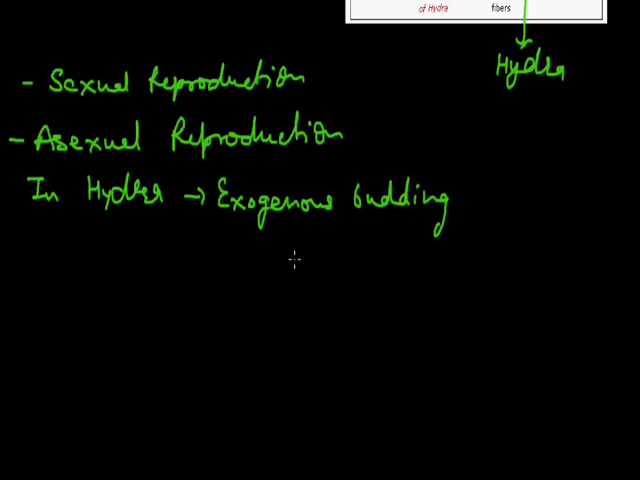 of Hydra fibers
Hydra
- Sexual Reproduction
- Asexual Reproduction
In Hydra → Exogenous budding